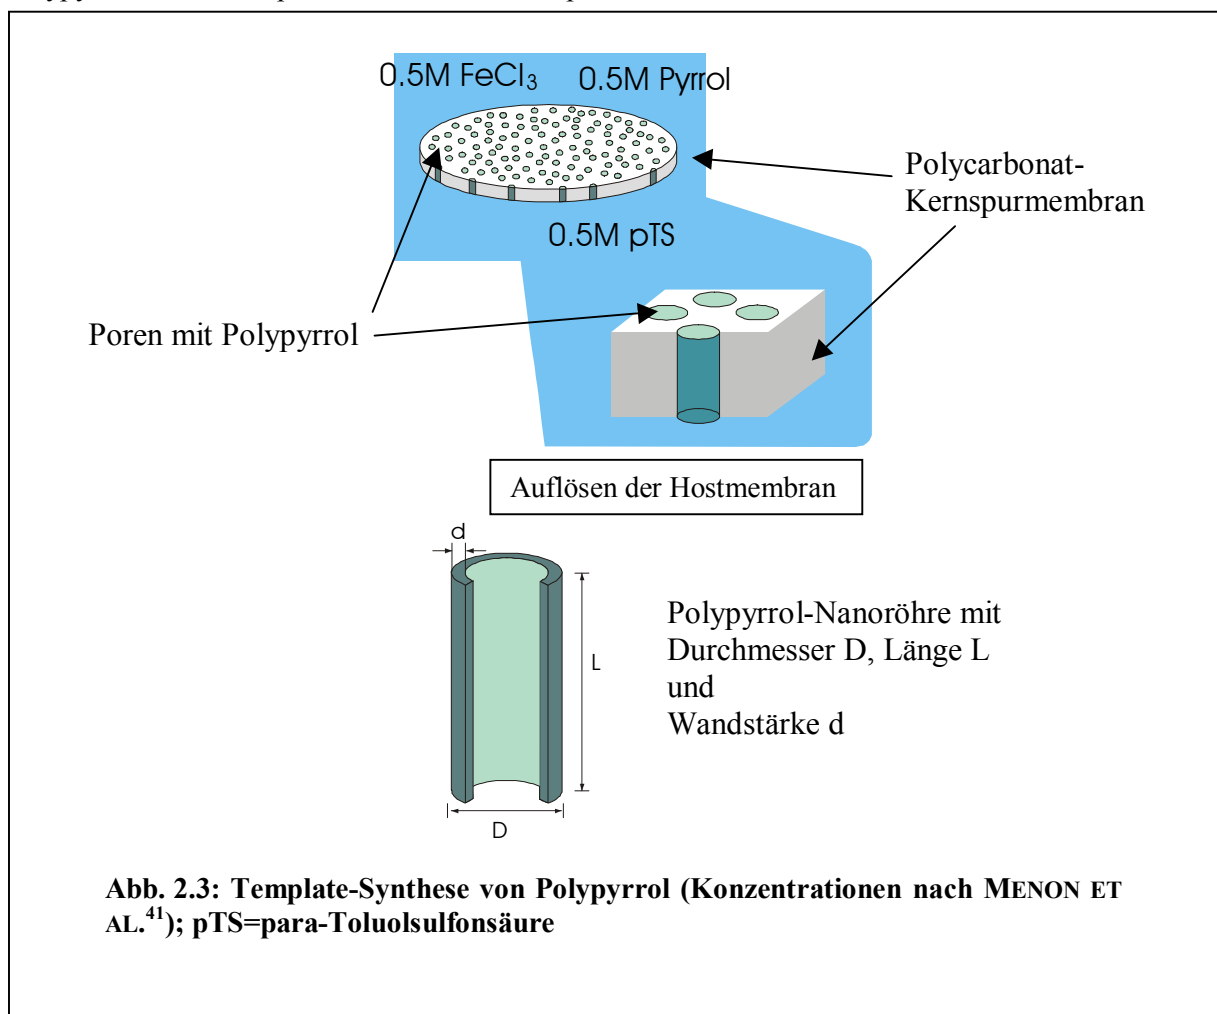 0.5M FeCl₃
0.5M Pyrrol
Polycarbonat-
Kernspurmembran
0.5M pTS
Poren mit Polypyrrol
Auflösen der Hostmembran
d
L
D
Polypyrrol-Nanoröhre mit
Durchmesser D, Länge L
und
Wandstärke d
Abb. 2.3: Template-Synthese von Polypyrrol (Konzentrationen nach MENON ET
AL.⁴¹); pTS=para-Toluolsulfonsäure